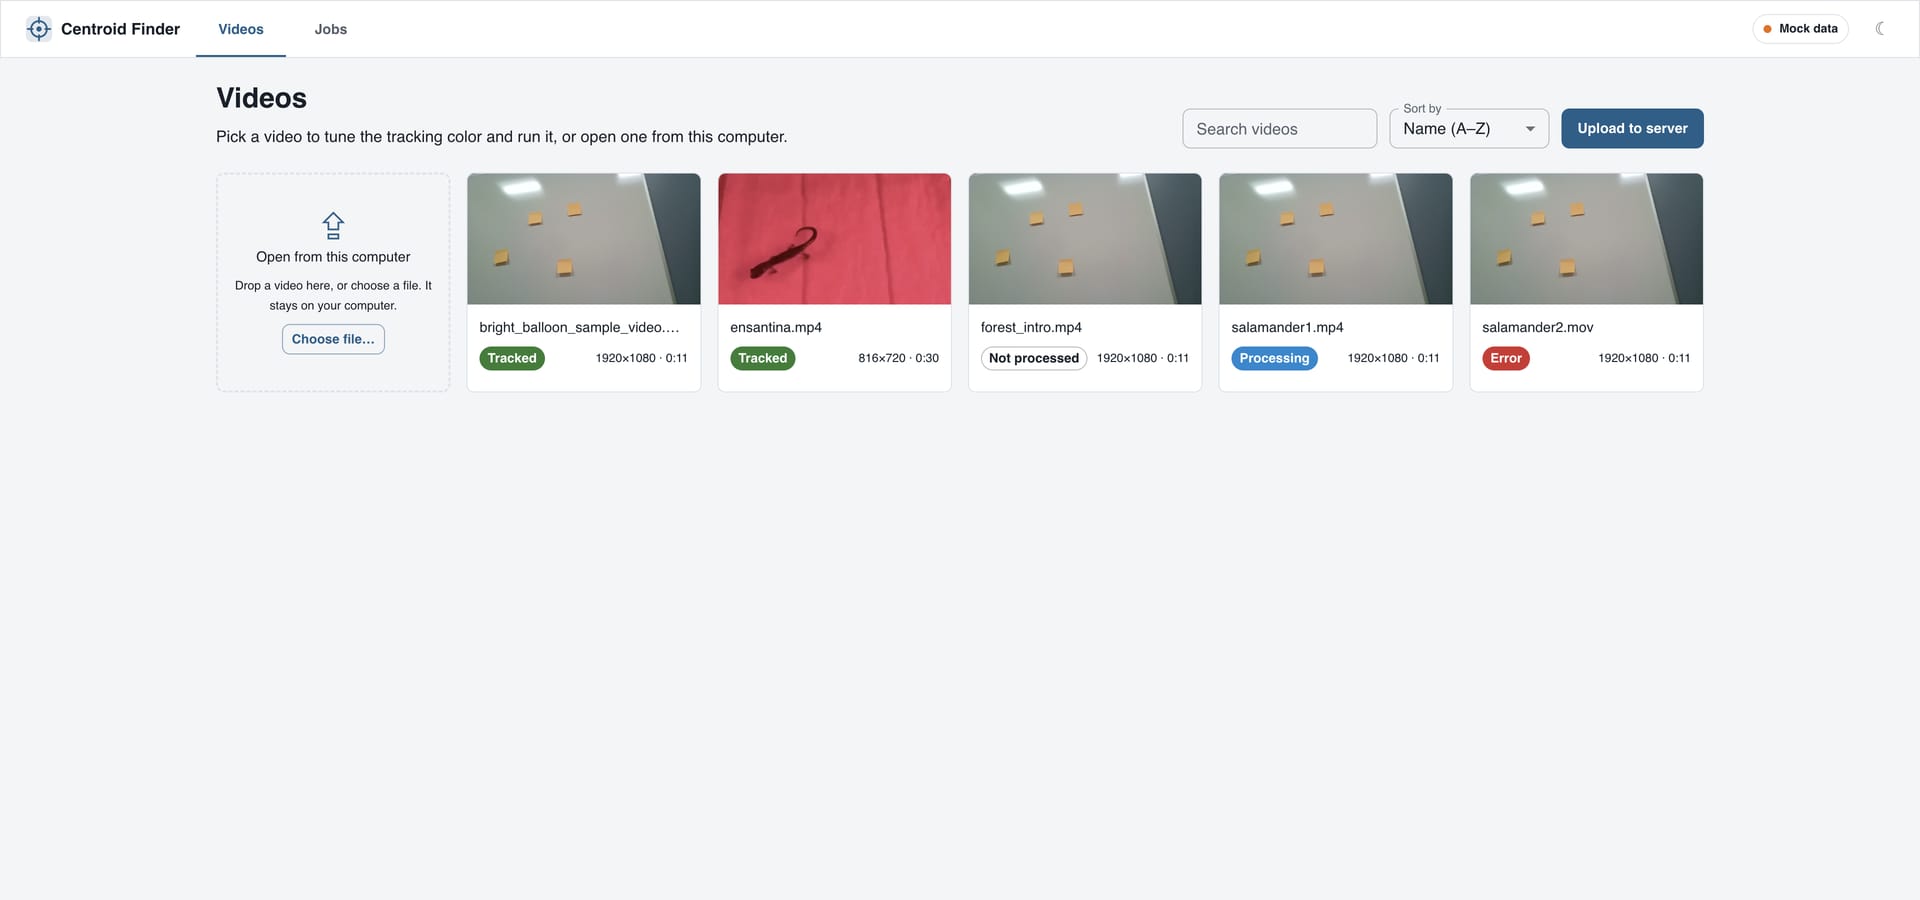 Centroid Finder
Videos
Jobs
Mock data
Videos
Pick a video to tune the tracking color and run it, or open one from this computer.
Search videos
Sort by
Name (A–Z)
Upload to server
Open from this computer
Drop a video here, or choose a file. It
stays on your computer.
Choose file…
bright_balloon_sample_video.…
Tracked
1920×1080 · 0:11
ensantina.mp4
Tracked
816×720 · 0:30
forest_intro.mp4
Not processed
1920×1080 · 0:11
salamander1.mp4
Processing
1920×1080 · 0:11
salamander2.mov
Error
1920×1080 · 0:11